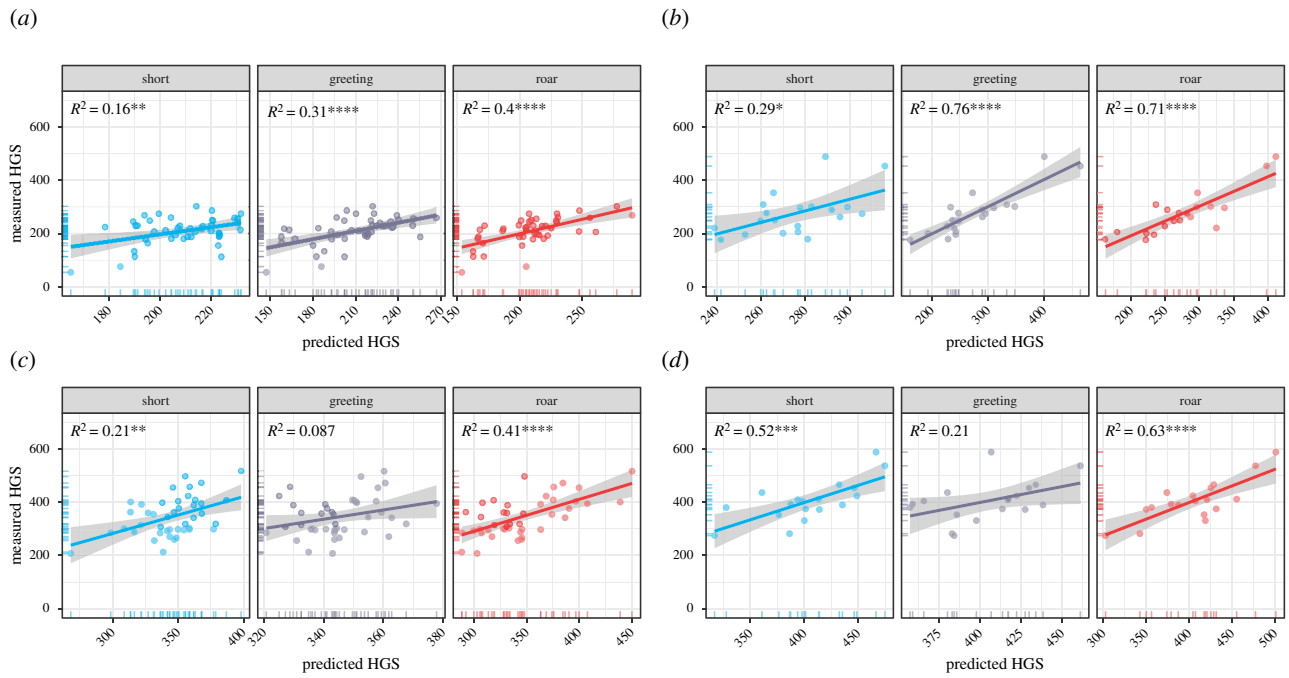 (a)
short greeting roar
R² = 0.16** R² = 0.31**** R² = 0.4****
600
400
200
0
measured HGS
180 200 220 150 180 210 240 270 150 200 250
predicted HGS
(b)
short greeting roar
R² = 0.29* R² = 0.76**** R² = 0.71****
600
400
200
0
240 260 280 300 200 300 400 200 250 300 350 400
predicted HGS
(c)
short greeting roar
R² = 0.21** R² = 0.087 R² = 0.41****
600
400
200
0
measured HGS
300 350 400 320 340 360 380 300 350 400 450
predicted HGS
(d)
short greeting roar
R² = 0.52*** R² = 0.21 R² = 0.63****
600
400
200
0
350 400 450 375 400 425 450 300 350 400 450 500
predicted HGS